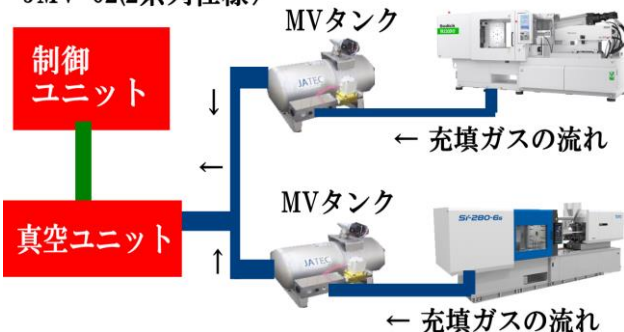 MVタンク
制御
ユニット
← 充填ガスの流れ
MVタンク
真空ユニット
← 充填ガスの流れ
JATEC
JATEC
Si-280-6s
↓
←
↑